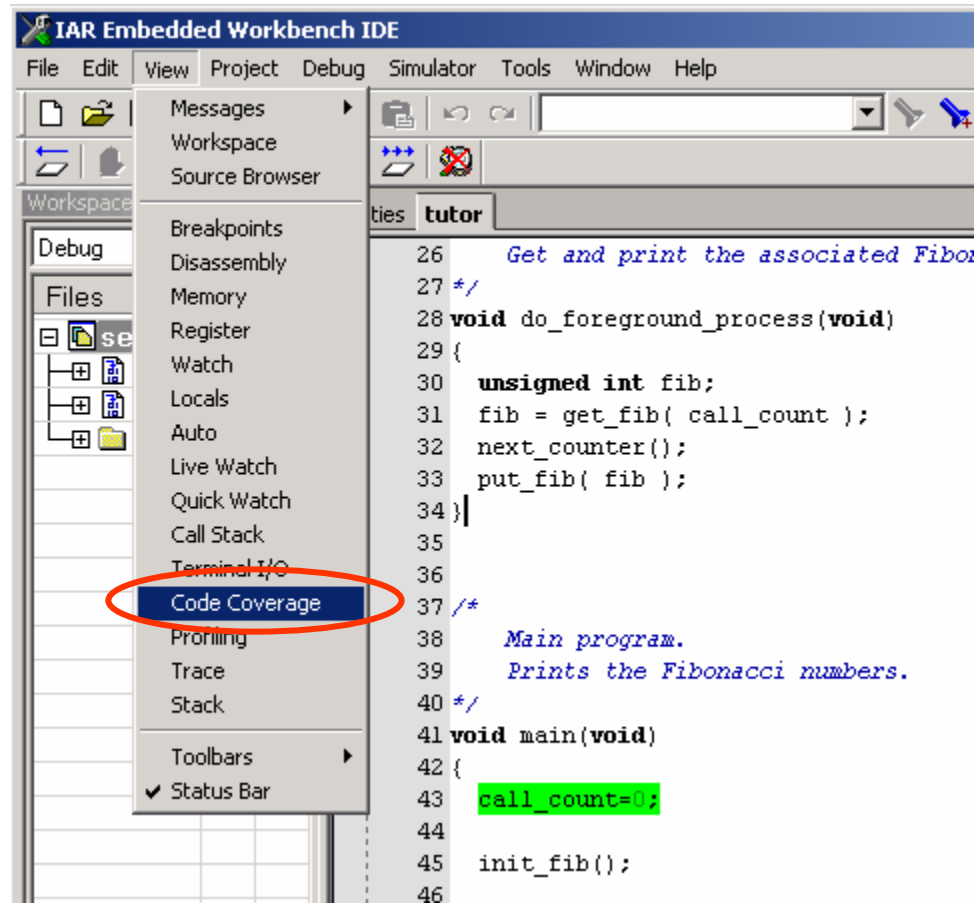 IAR Embedded Workbench IDE
File Edit View Project Debug Simulator Tools Window Help
Messages
Workspace
Source Browser
Breakpoints
Disassembly
Memory
Register
Watch
Locals
Auto
Live Watch
Quick Watch
Call Stack
Terminal I/O
Code Coverage
Profiling
Trace
Stack
Toolbars
Status Bar
Workspace
Debug
Files
se
ties tutor
26 Get and print the associated Fibon
27 */
28 void do_foreground_process(void)
29 {
30 unsigned int fib;
31 fib = get_fib( call_count );
32 next_counter();
33 put_fib( fib );
34 }
35
36
37 /*
38 Main program.
39 Prints the Fibonacci numbers.
40 */
41 void main(void)
42 {
43 call_count=0;
44
45 init_fib();
46